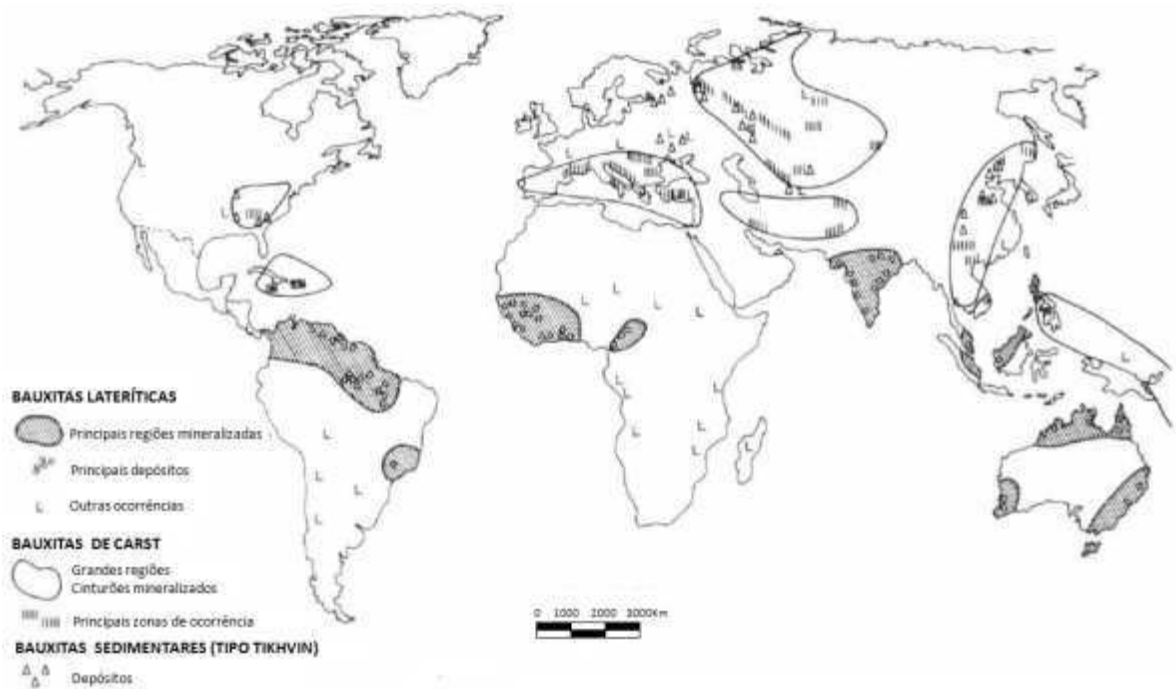 BAUXITAS LATERÍTICAS
Principais regiões mineralizadas
Principais depósitos
L Outras ocorrências
BAUXITAS DE CARST
Grandes regiões
Cinturões mineralizados
Principais zonas de ocorrência
BAUXITAS SEDIMENTARES (TIPO TIKHVIN)
Depósitos
0 1000 2000 3000Km